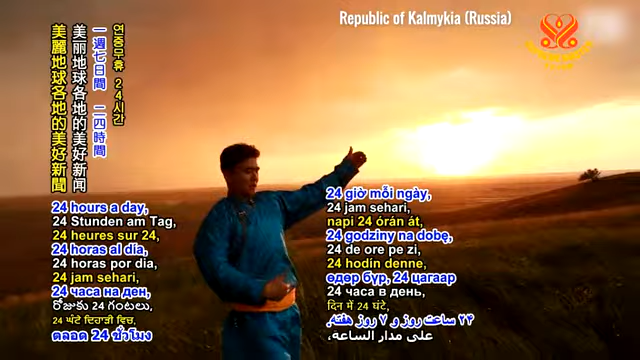 Republic of Kalmykia (Russia)
연중무휴 24시간
一週七日間 二四時間
美丽地球各地的美好新闻
美麗地球各地的美好新聞
24 hours a day,
24 Stunden am Tag,
24 heures sur 24,
24 horas al día,
24 horas por dia,
24 jam sehari,
24 часа на ден,
రోజుకు 24 గంటలు,
24 ਘੰਟੇ ਦਿਹਾੜੀ ਵਿਚ,
ตลอด 24 ชั่วโมง
24 giờ mỗi ngày,
24 jam sehari,
napi 24 órán át,
24 godziny na dobę,
24 de ore pe zi,
24 hodin denne,
өдөр бүр, 24 цагаар
24 часа в день,
दिन में 24 घंटे,
۲۴ ساعت روز و ۷ روز هفته,
على مدار الساعة،